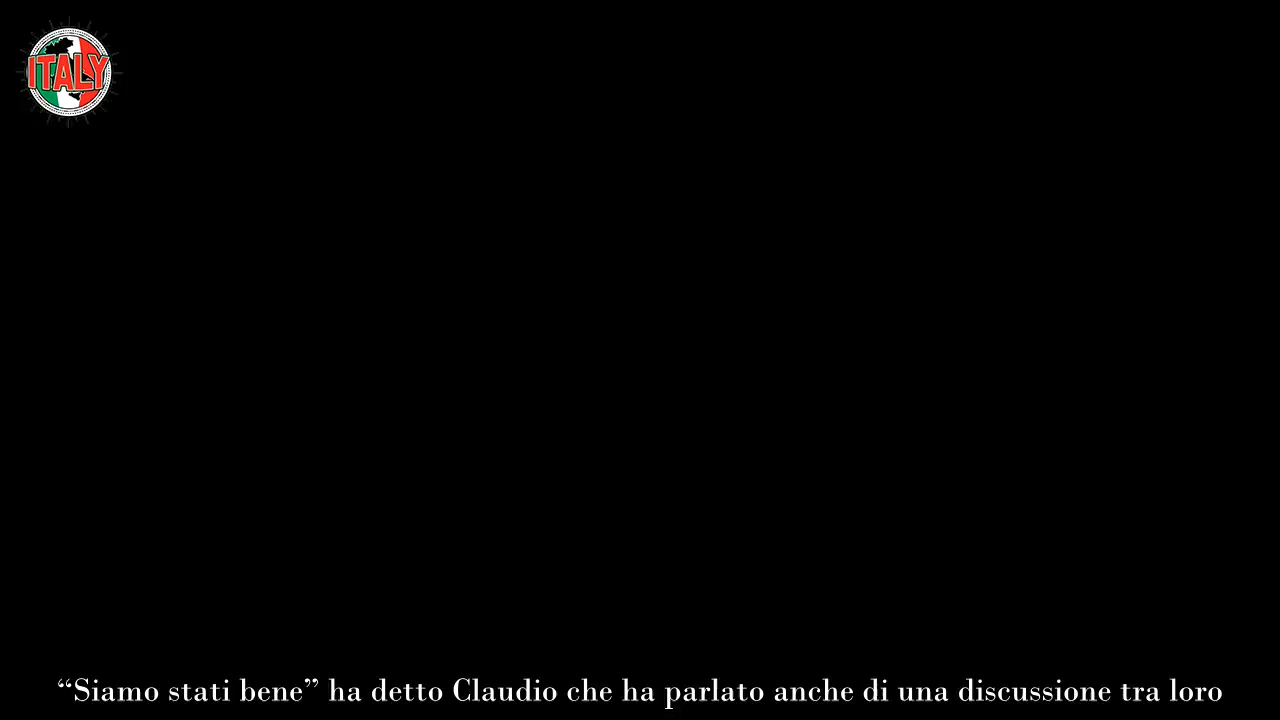 ITALY
“Siamo stati bene” ha detto Claudio che ha parlato anche di una discussione tra loro